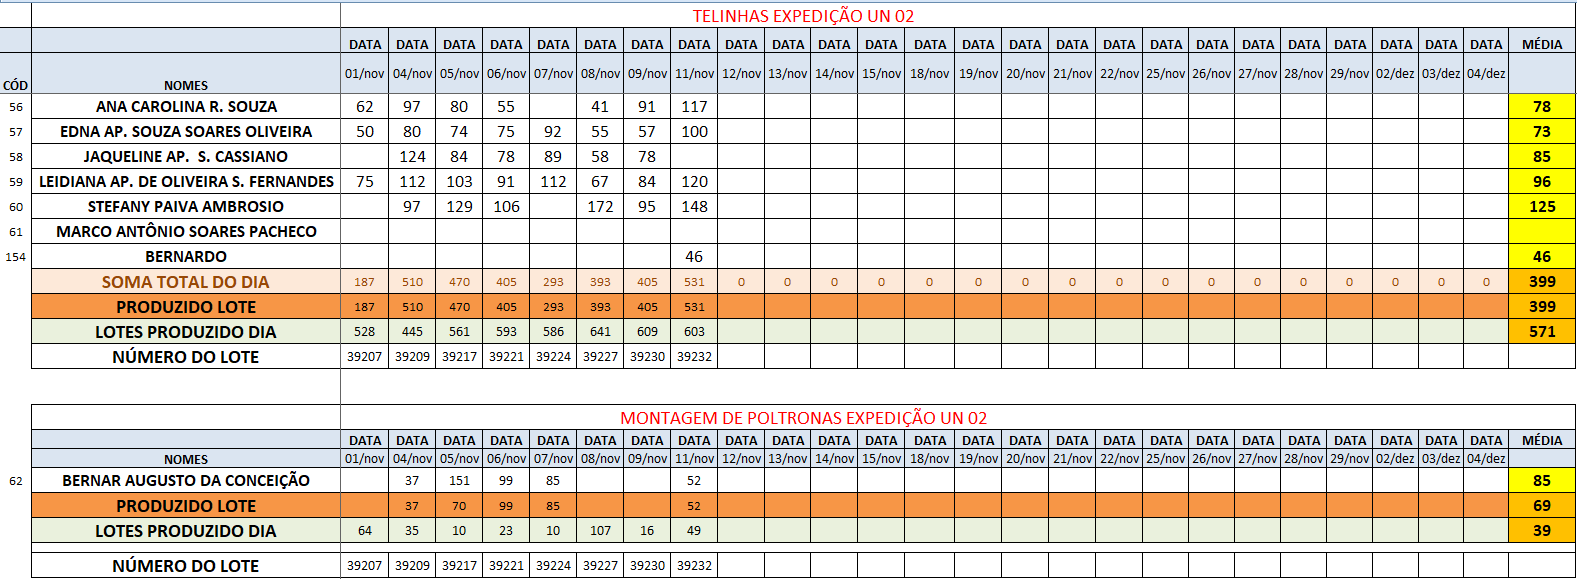 TELINHAS EXPEDIÇÃO UN 02
DATA DATA DATA DATA DATA DATA DATA DATA DATA DATA DATA DATA DATA DATA DATA DATA DATA DATA DATA DATA DATA DATA DATA DATA DATA MÉDIA
CÓD NOMES 01/nov 04/nov 05/nov 06/nov 07/nov 08/nov 09/nov 11/nov 12/nov 13/nov 14/nov 15/nov 18/nov 19/nov 20/nov 21/nov 22/nov 25/nov 26/nov 27/nov 28/nov 29/nov 02/dez 03/dez 04/dez
56 ANA CAROLINA R. SOUZA 62 97 80 55 41 91 117 78
57 EDNA AP. SOUZA SOARES OLIVEIRA 50 80 74 75 92 55 57 100 73
58 JAQUELINE AP. S. CASSIANO 124 84 78 89 58 78 85
59 LEIDIANA AP. DE OLIVEIRA S. FERNANDES 75 112 103 91 112 67 84 120 96
60 STEFANY PAIVA AMBROSIO 97 129 106 172 95 148 125
61 MARCO ANTÔNIO SOARES PACHECO
154 BERNARDO 46 46
SOMA TOTAL DO DIA 187 510 470 405 293 393 405 531 0 0 0 0 0 0 0 0 0 0 0 0 0 0 0 0 0 399
PRODUZIDO LOTE 187 510 470 405 293 393 405 531 399
LOTES PRODUZIDO DIA 528 445 561 593 586 641 609 603 571
NÚMERO DO LOTE 39207 39209 39217 39221 39224 39227 39230 39232
MONTAGEM DE POLTRONAS EXPEDIÇÃO UN 02
DATA DATA DATA DATA DATA DATA DATA DATA DATA DATA DATA DATA DATA DATA DATA DATA DATA DATA DATA DATA DATA DATA DATA DATA DATA MÉDIA
NOMES 01/nov 04/nov 05/nov 06/nov 07/nov 08/nov 09/nov 11/nov 12/nov 13/nov 14/nov 15/nov 18/nov 19/nov 20/nov 21/nov 22/nov 25/nov 26/nov 27/nov 28/nov 29/nov 02/dez 03/dez 04/dez
62 BERNAR AUGUSTO DA CONCEIÇÃO 37 151 99 85 52 85
PRODUZIDO LOTE 37 70 99 85 52 69
LOTES PRODUZIDO DIA 64 35 10 23 10 107 16 49 39
NÚMERO DO LOTE 39207 39209 39217 39221 39224 39227 39230 39232